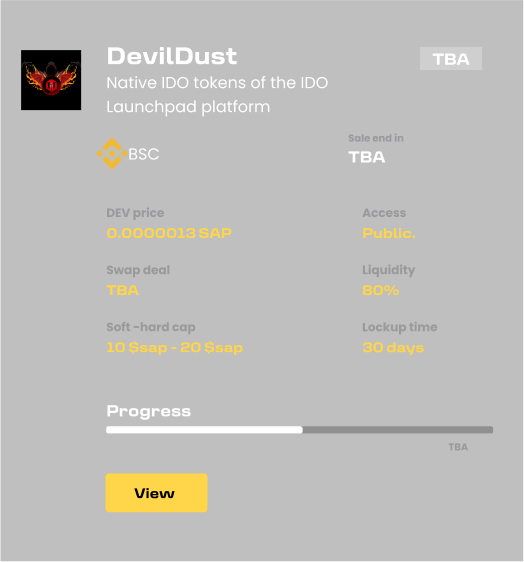 DevilDust
TBA
Native IDO tokens of the IDO
Launchpad platform
BSC
Sale end in
TBA
DEV price
0.0000013 SAP
Access
Public.
Swap deal
TBA
Liquidity
80%
Soft -hard cap
10 $sap - 20 $sap
Lockup time
30 days
Progress
TBA
View